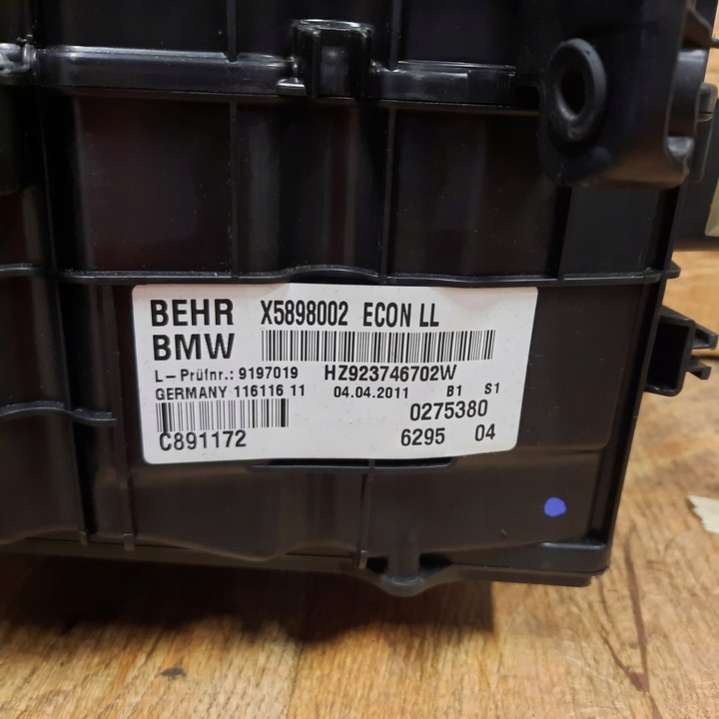 BEHR X5898002 ECON LL
BMW
L-Prüfnr.: 9197019 HZ923746702W
GERMANY 116116 11 04.04.2011 B1 S1
0275380
C891172 6295 04